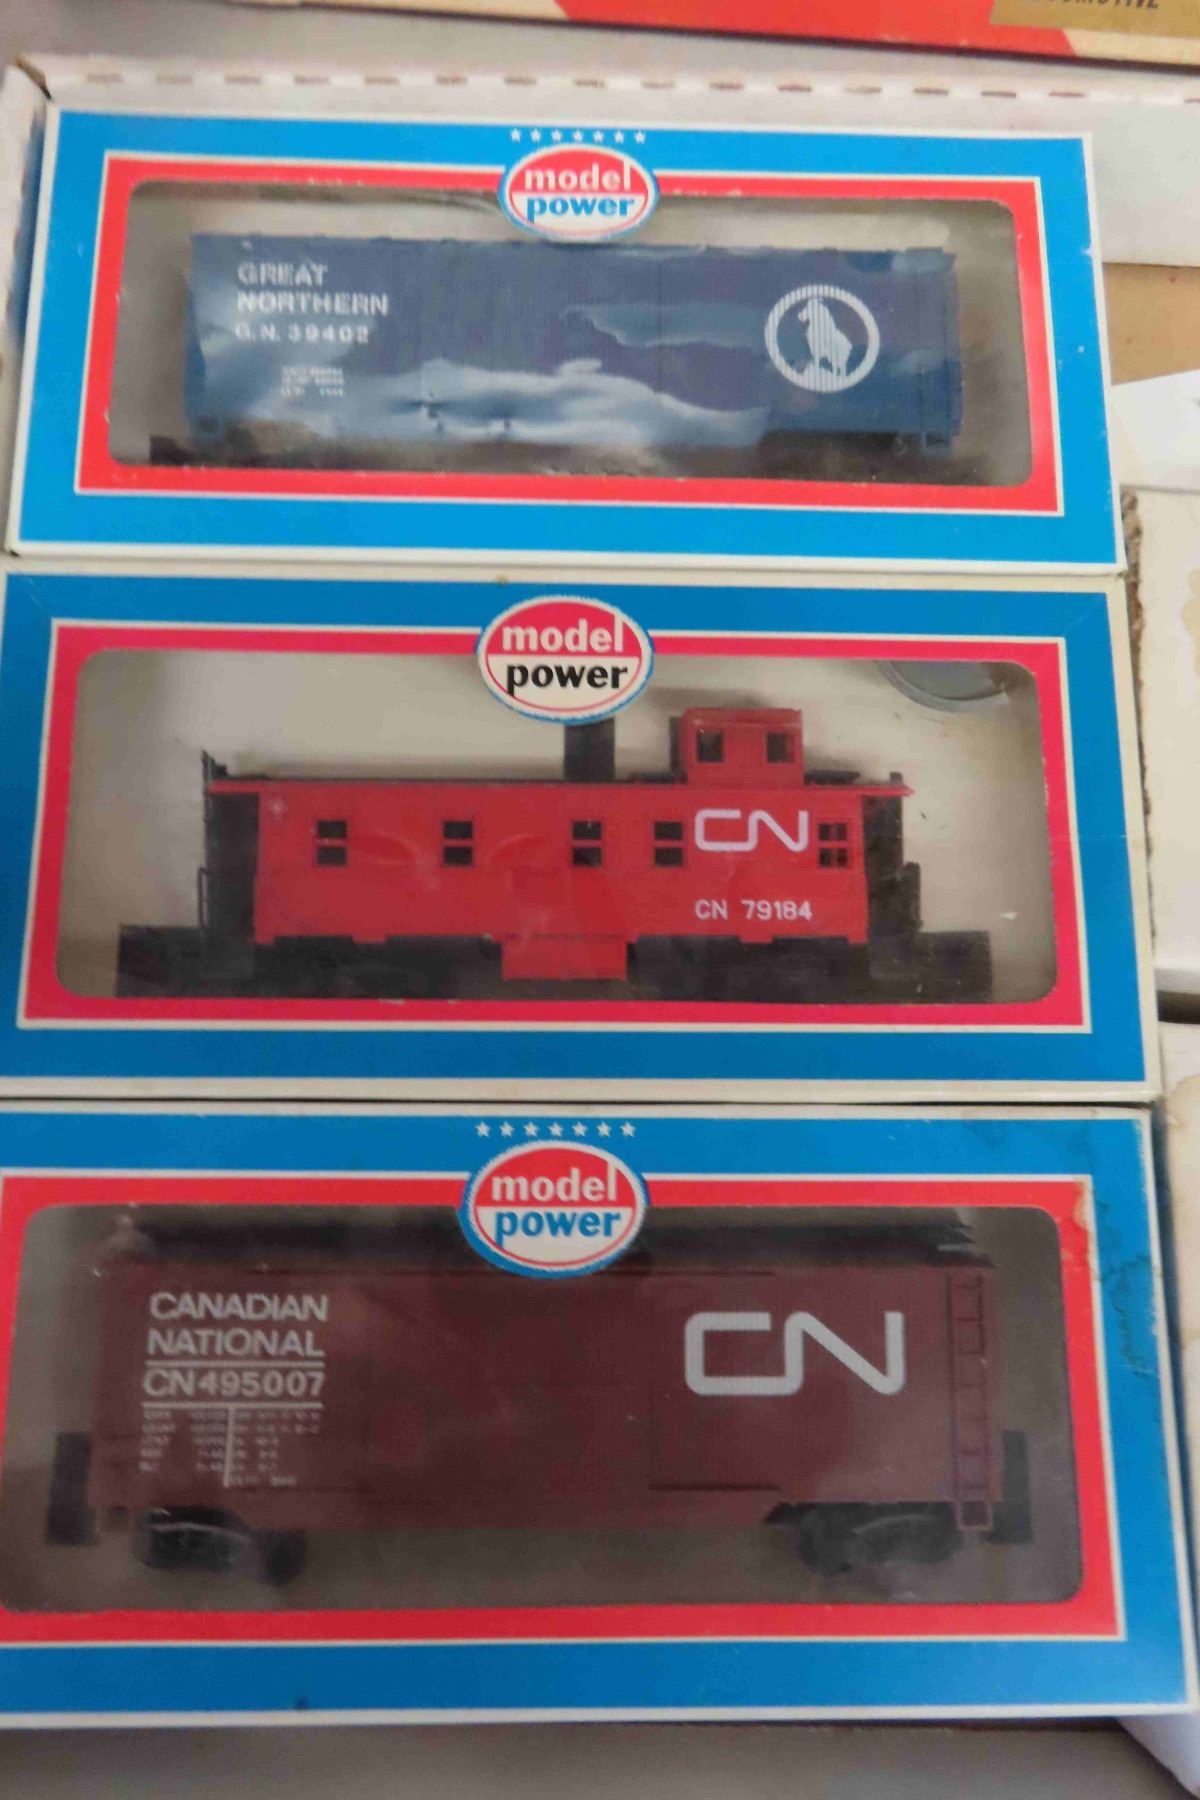 model
power
GREAT
NORTHERN
G.N. 39402
model
power
CN
CN 79184
model
power
CANADIAN
NATIONAL
CN
CN495007